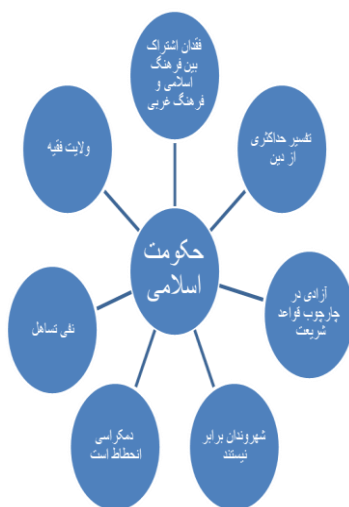 فقدان اشتراک
بین فرهنگ
اسلامی و
فرهنگ غربی
تفسیر حداکثری
از دین
آزادی در
چارچوب قواعد
شریعت
شهروندان برابر
نیستند
دمکراسی
انحطاط است
نفی تساهل
ولایت فقیه
حکومت
اسلامی